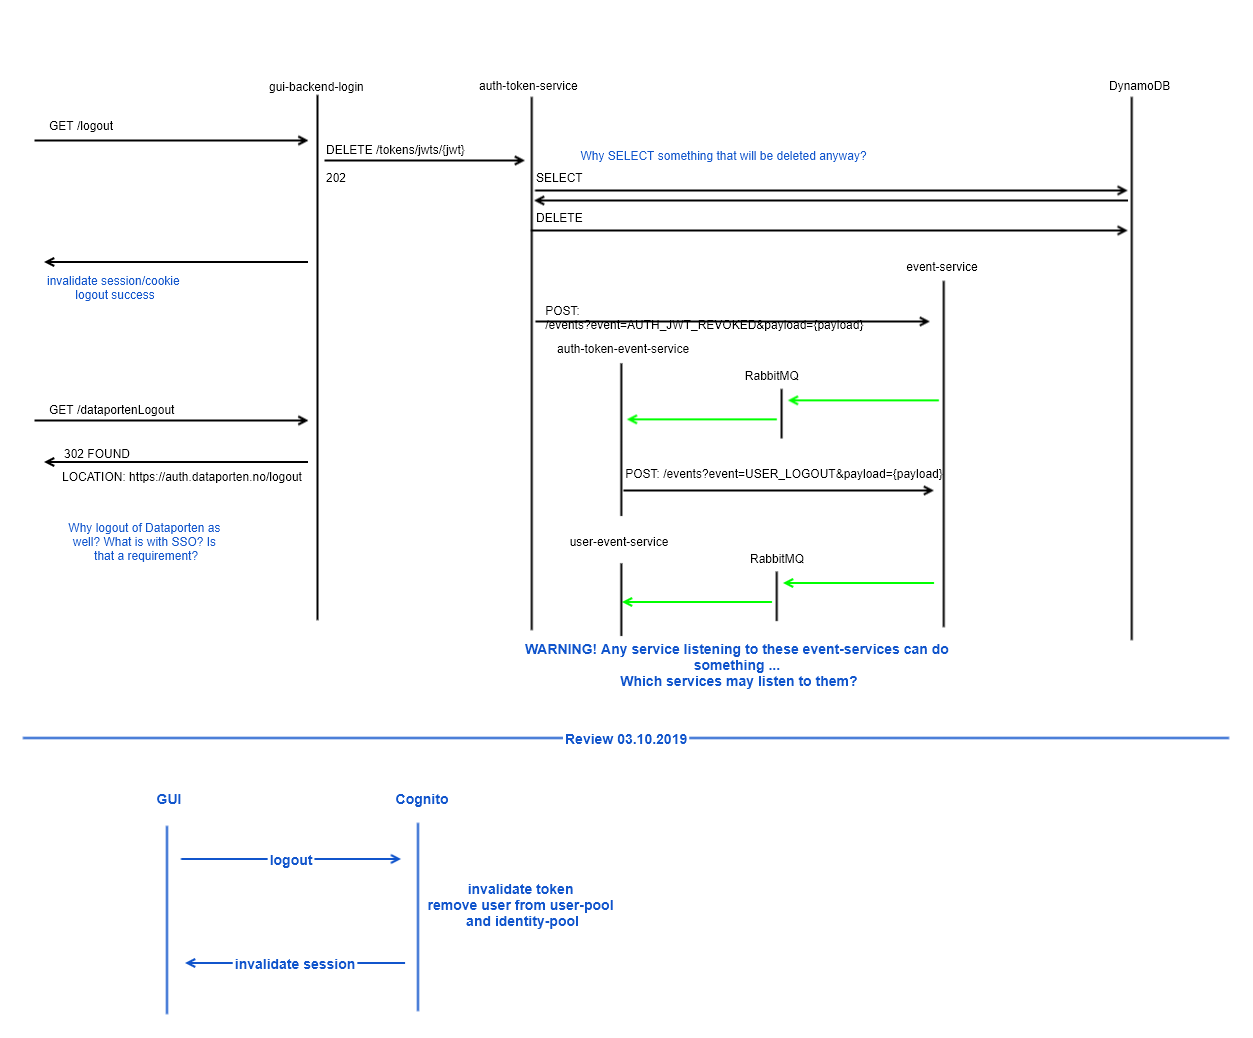 gui-backend-login
auth-token-service
DynamoDB
GET /logout
DELETE /tokens/jwts/{jwt}
Why SELECT something that will be deleted anyway?
202
SELECT
DELETE
invalidate session/cookie
logout success
event-service
POST:
/events?event=AUTH_JWT_REVOKED&payload={payload}
auth-token-event-service
RabbitMQ
GET /dataportenLogout
302 FOUND
LOCATION: https://auth.dataporten.no/logout
POST: /events?event=USER_LOGOUT&payload={payload}
Why logout of Dataporten as
well? What is with SSO? Is
that a requirement?
user-event-service
RabbitMQ
WARNING! Any service listening to these event-services can do
something ...
Which services may listen to them?
Review 03.10.2019
GUI
Cognito
logout
invalidate token
remove user from user-pool
and identity-pool
invalidate session